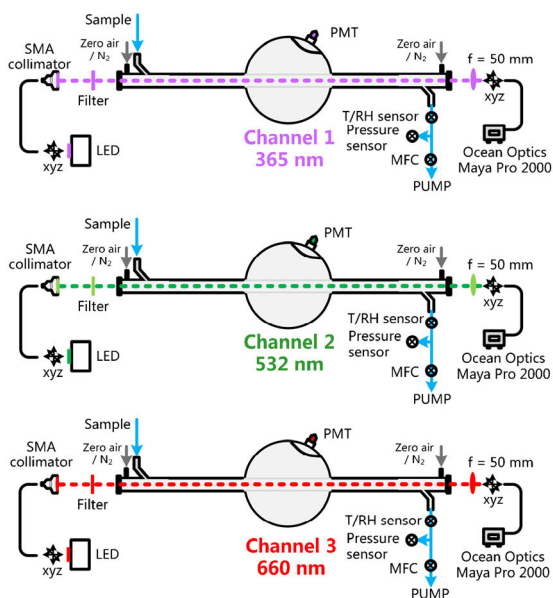 Sample
Zero air
/ N₂
PMT
Zero air
/ N₂
SMA
collimator
f = 50 mm
Filter
xyz
Channel 1
365 nm
T/RH sensor
Pressure
sensor
MFC
PUMP
xyz
LED
Ocean Optics
Maya Pro 2000
Sample
Zero air
/ N₂
PMT
Zero air
/ N₂
SMA
collimator
f = 50 mm
Filter
xyz
Channel 2
532 nm
T/RH sensor
Pressure
sensor
MFC
PUMP
xyz
LED
Ocean Optics
Maya Pro 2000
Sample
Zero air
/ N₂
PMT
Zero air
/ N₂
SMA
collimator
f = 50 mm
Filter
xyz
Channel 3
660 nm
T/RH sensor
Pressure
sensor
MFC
PUMP
xyz
LED
Ocean Optics
Maya Pro 2000